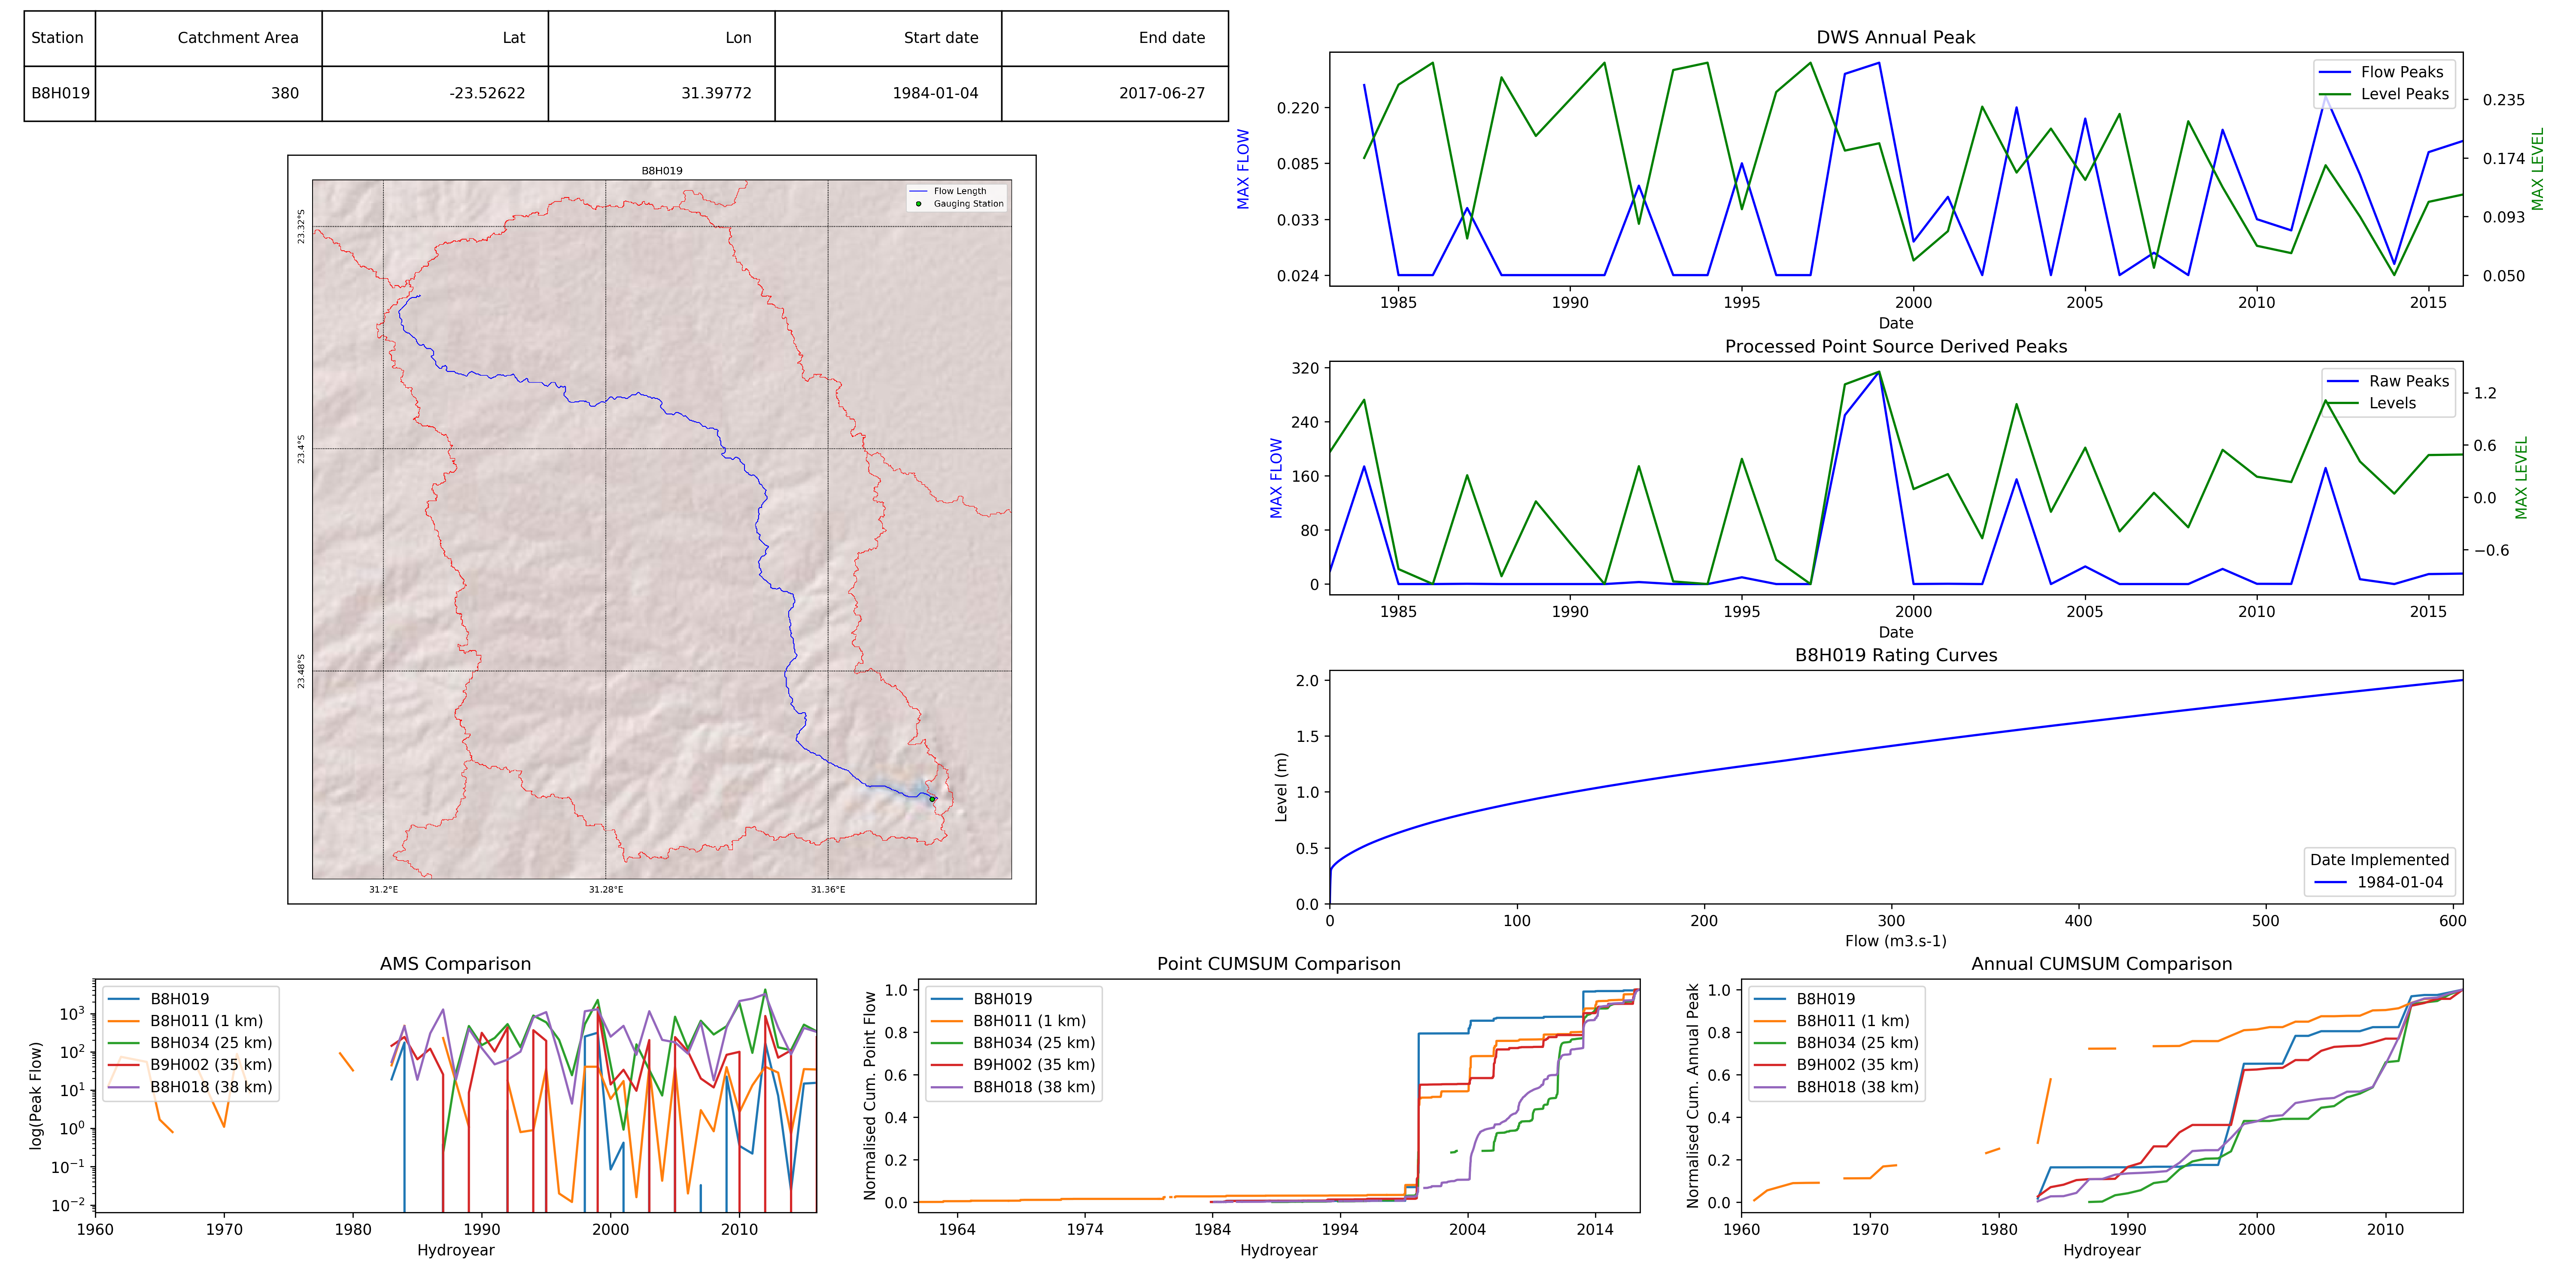 Station Catchment Area Lat Lon Start date End date
B8H019 380 -23.52622 31.39772 1984-01-04 2017-06-27
B8H019
Flow Length
Gauging Station
23.32°S
23.4°S
23.48°S
31.2°E 31.28°E 31.36°E
DWS Annual Peak
Flow Peaks
Level Peaks
MAX FLOW
0.220
0.085
0.033
0.024
0.235
0.174
0.093
0.050
MAX LEVEL
1985 1990 1995 2000 2005 2010 2015
Date
Processed Point Source Derived Peaks
Raw Peaks
Levels
MAX FLOW
320
240
160
80
0
1.2
0.6
0.0
−0.6
MAX LEVEL
1985 1990 1995 2000 2005 2010 2015
Date
B8H019 Rating Curves
Level (m)
2.0
1.5
1.0
0.5
0.0
Date Implemented
1984-01-04
0 100 200 300 400 500 600
Flow (m3.s-1)
AMS Comparison
B8H019
B8H011 (1 km)
B8H034 (25 km)
B9H002 (35 km)
B8H018 (38 km)
log(Peak Flow)
10³
10²
10¹
10⁰
10⁻¹
10⁻²
1960 1970 1980 1990 2000 2010
Hydroyear
Point CUMSUM Comparison
B8H019
B8H011 (1 km)
B8H034 (25 km)
B9H002 (35 km)
B8H018 (38 km)
Normalised Cum. Point Flow
1.0
0.8
0.6
0.4
0.2
0.0
1964 1974 1984 1994 2004 2014
Hydroyear
Annual CUMSUM Comparison
B8H019
B8H011 (1 km)
B8H034 (25 km)
B9H002 (35 km)
B8H018 (38 km)
Normalised Cum. Annual Peak
1.0
0.8
0.6
0.4
0.2
0.0
1960 1970 1980 1990 2000 2010
Hydroyear